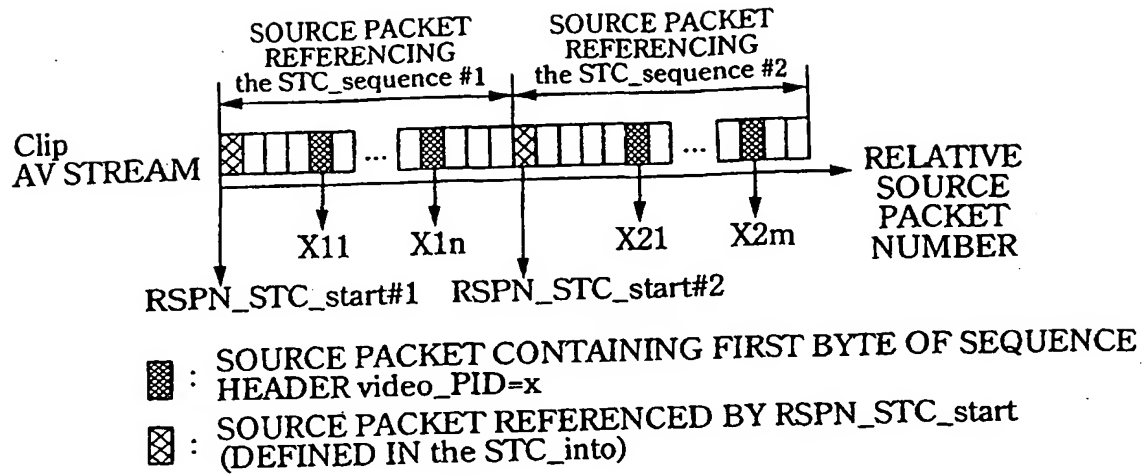 SOURCE PACKET
REFERENCING
the STC_sequence #1
SOURCE PACKET
REFERENCING
the STC_sequence #2
Clip
AV STREAM
...
...
RELATIVE
SOURCE
PACKET
NUMBER
X11
X1n
X21
X2m
RSPN_STC_start#1
RSPN_STC_start#2
: SOURCE PACKET CONTAINING FIRST BYTE OF SEQUENCE
HEADER video_PID=x
: SOURCE PACKET REFERENCED BY RSPN_STC_start
(DEFINED IN the STC_into)